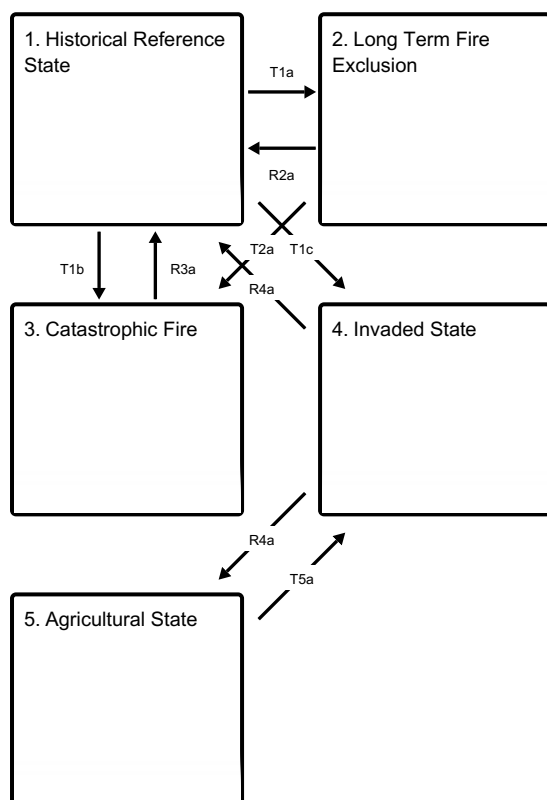 1. Historical Reference
State
2. Long Term Fire
Exclusion
T1a
R2a
T2a
T1c
T1b
R3a
R4a
3. Catastrophic Fire
4. Invaded State
R4a
T5a
5. Agricultural State